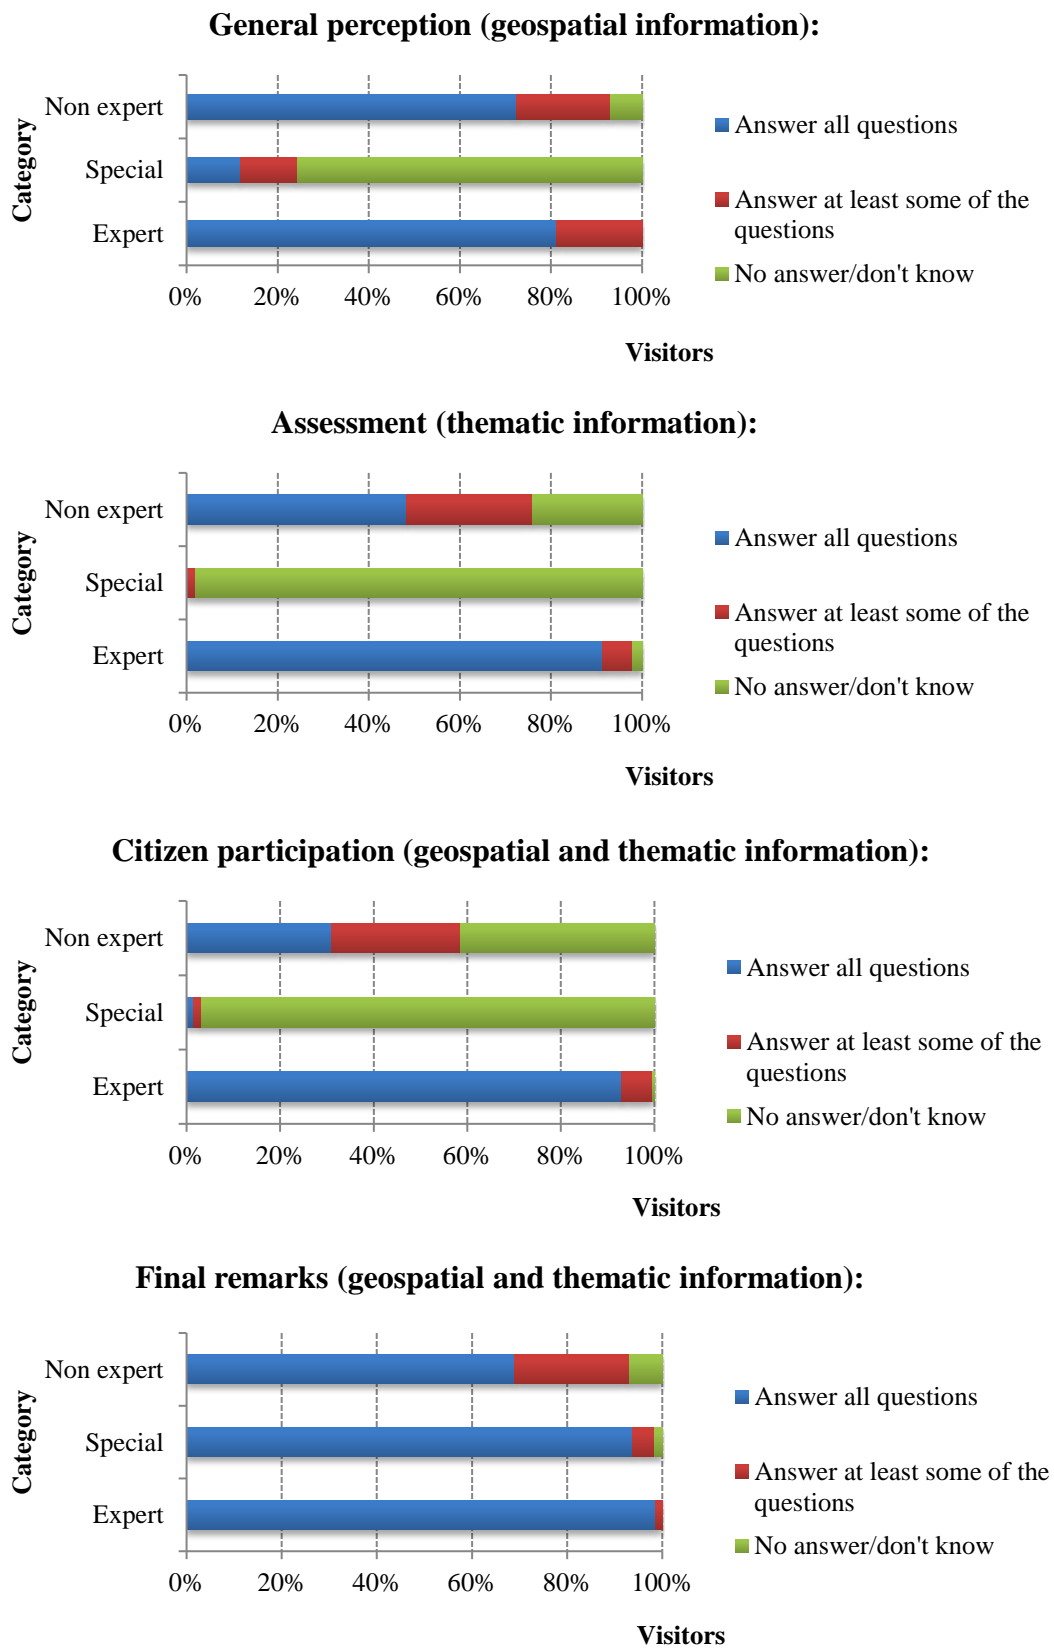 General perception (geospatial information):
Category
Non expert
Special
Expert
0%
20%
40%
60%
80%
100%
Visitors
Answer all questions
Answer at least some of the
questions
No answer/don't know
Assessment (thematic information):
Category
Non expert
Special
Expert
0%
20%
40%
60%
80%
100%
Visitors
Answer all questions
Answer at least some of the
questions
No answer/don't know
Citizen participation (geospatial and thematic information):
Category
Non expert
Special
Expert
0%
20%
40%
60%
80%
100%
Visitors
Answer all questions
Answer at least some of the
questions
No answer/don't know
Final remarks (geospatial and thematic information):
Category
Non expert
Special
Expert
0%
20%
40%
60%
80%
100%
Visitors
Answer all questions
Answer at least some of the
questions
No answer/don't know